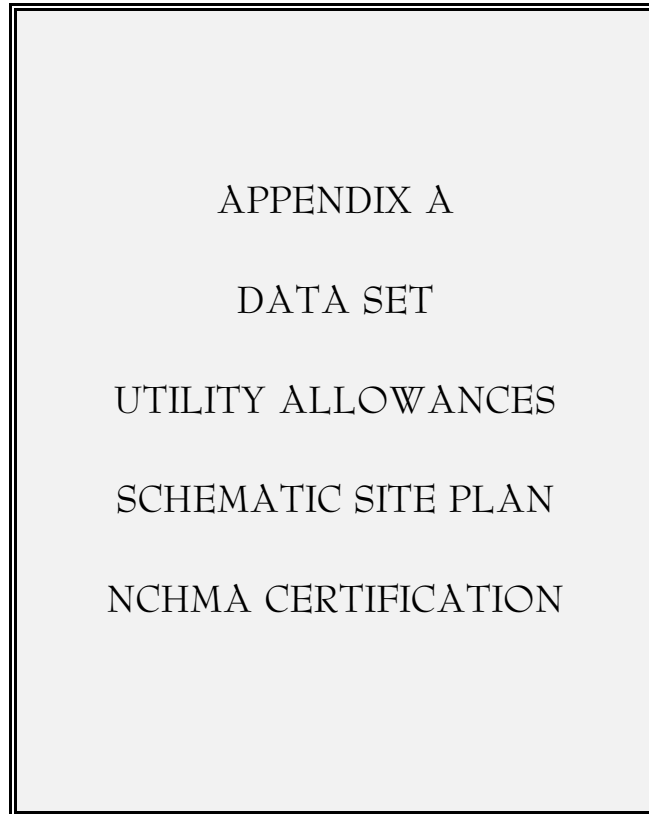 APPENDIX A
DATA SET
UTILITY ALLOWANCES
SCHEMATIC SITE PLAN
NCHMA CERTIFICATION